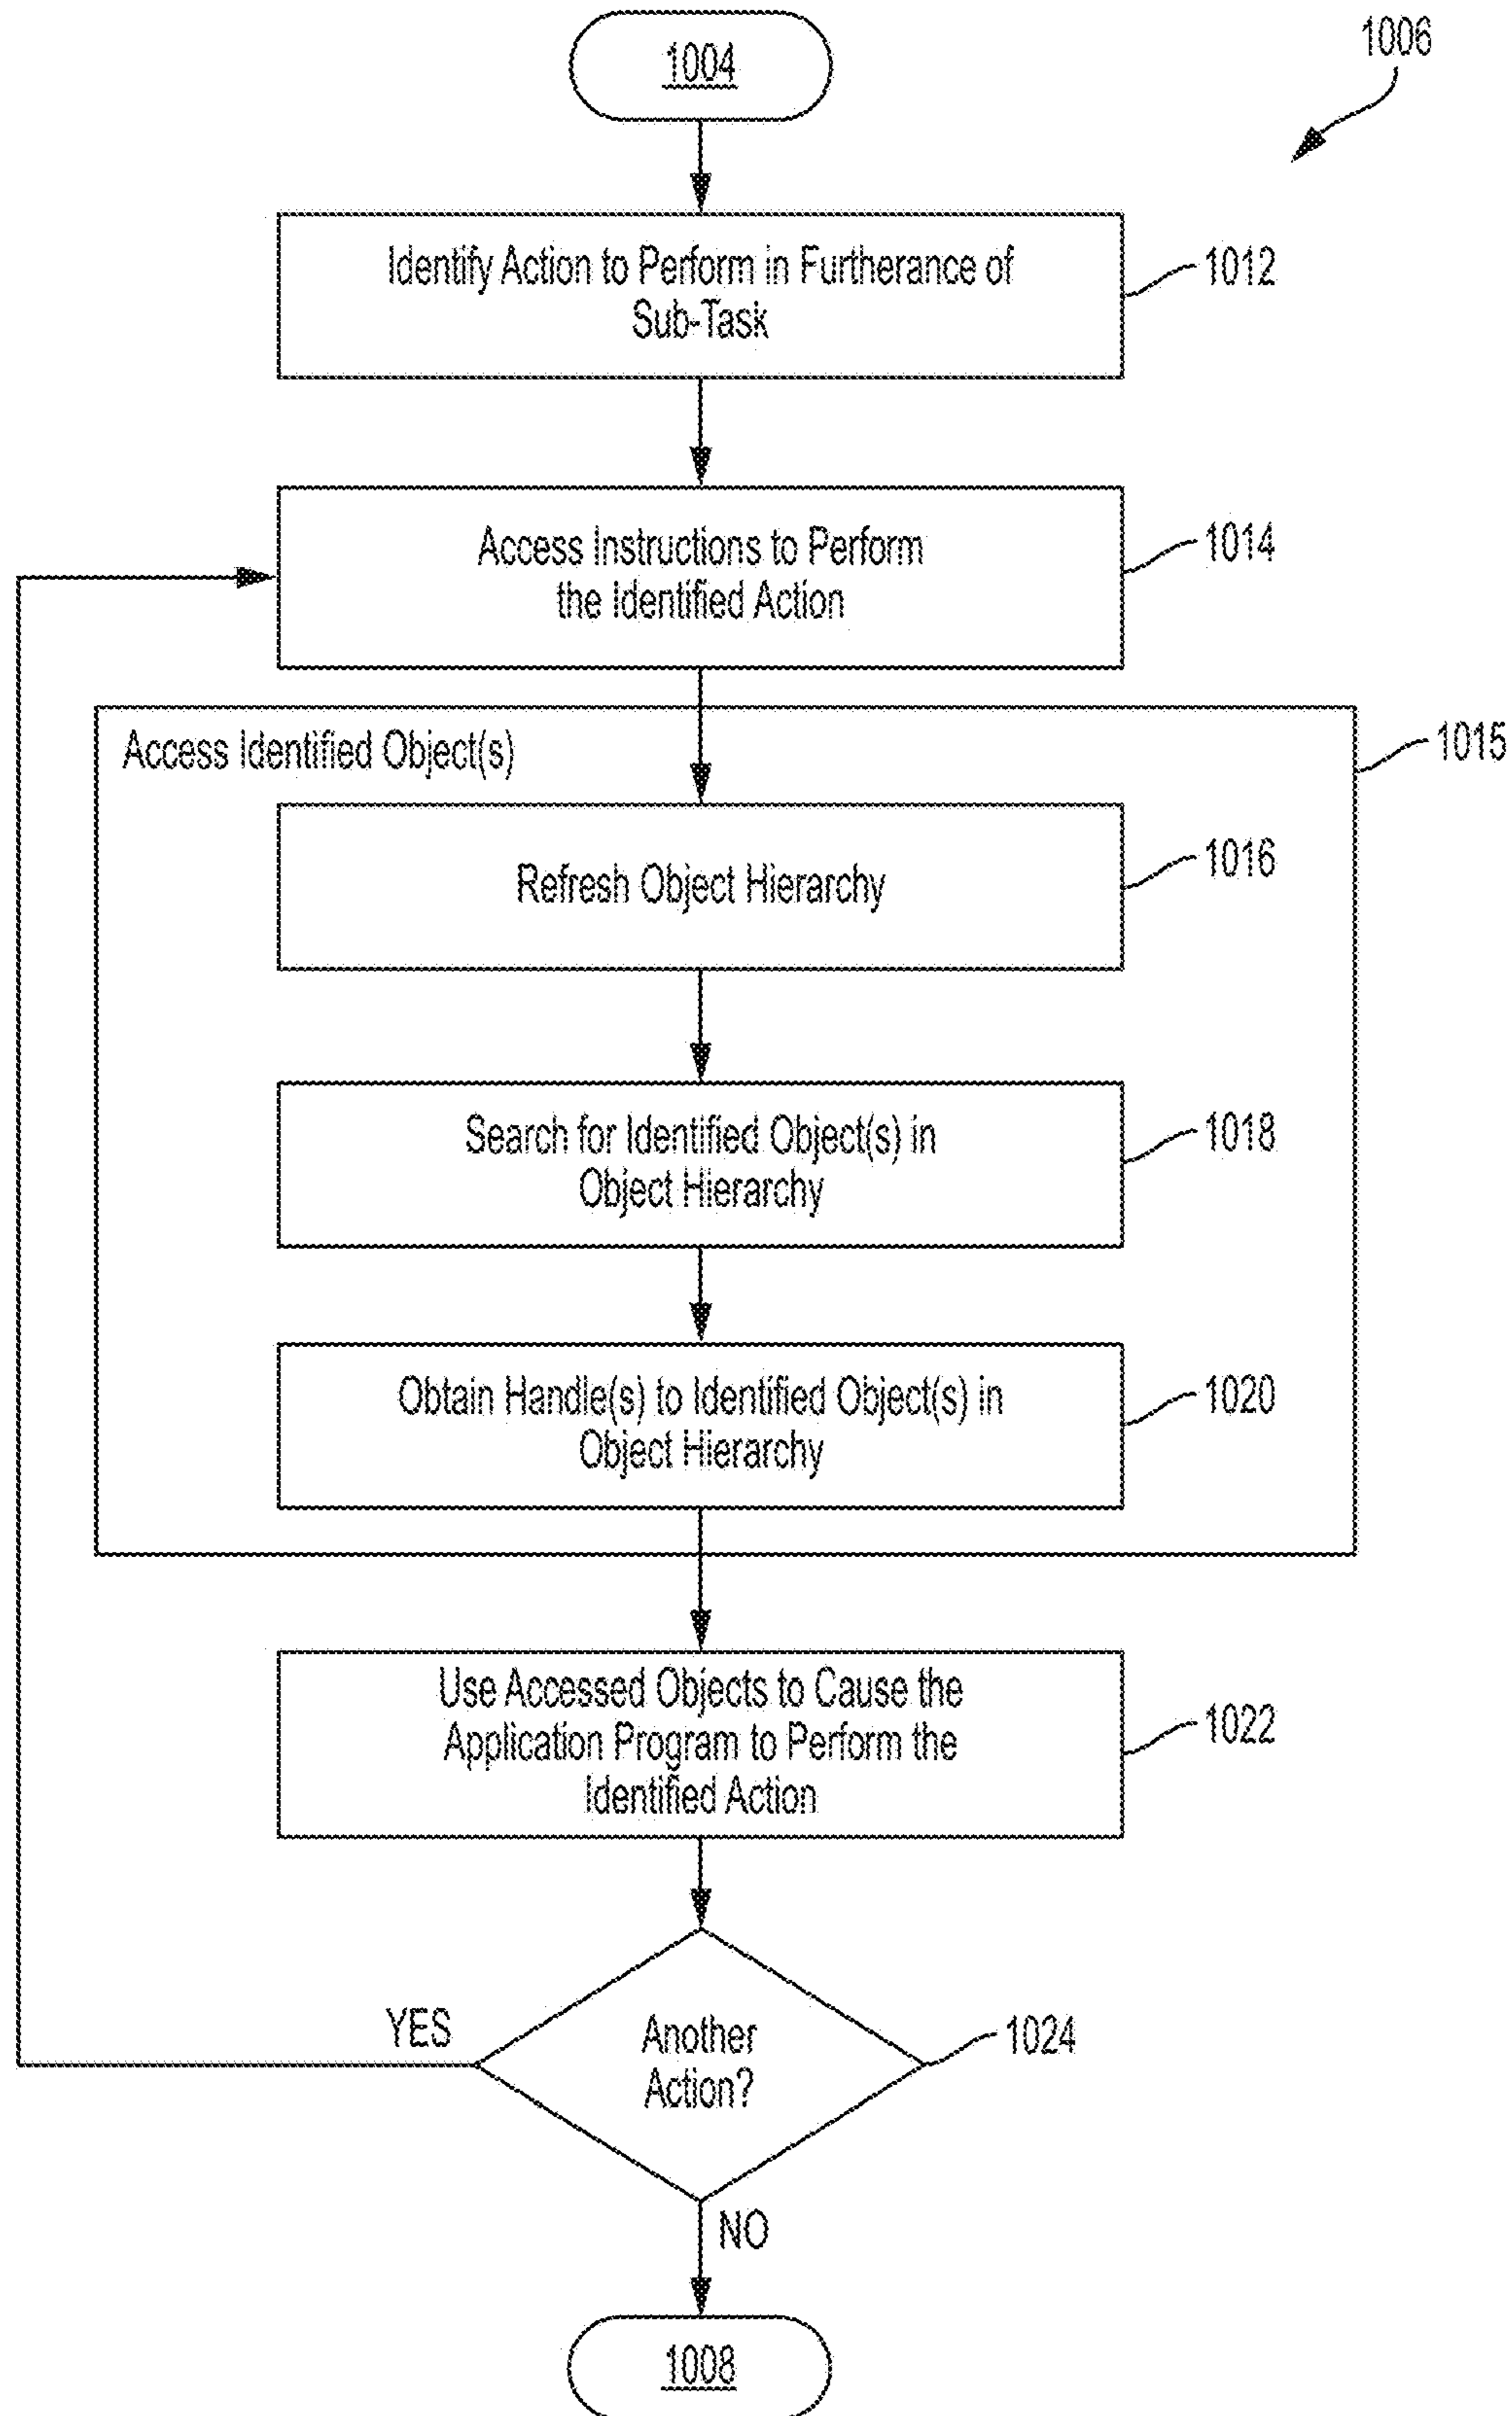 1004
1006
Identify Action to Perform in Furtherance of
Sub-Task
1012
Access Instructions to Perform
the Identified Action
1014
Access Identified Object(s)
1015
Refresh Object Hierarchy
1016
Search for Identified Object(s) in
Object Hierarchy
1018
Obtain Handle(s) to Identified Object(s) in
Object Hierarchy
1020
Use Accessed Objects to Cause the
Application Program to Perform the
Identified Action
1022
YES
Another
Action?
1024
NO
1008